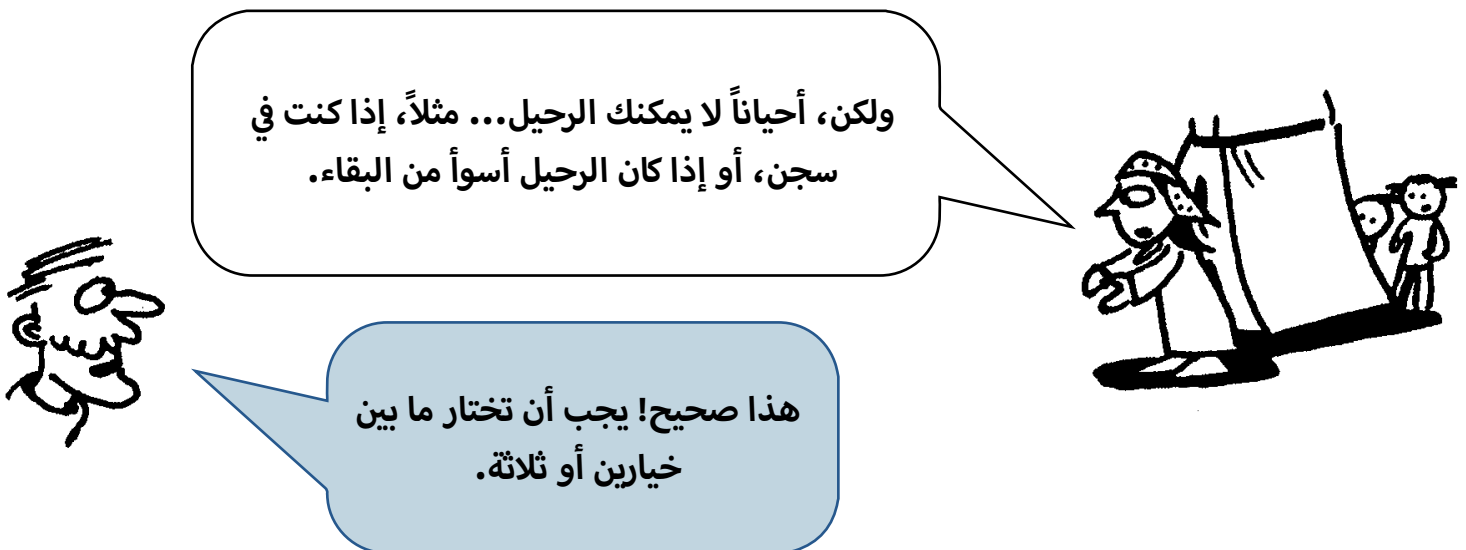 ولكن، أحياناً لا يمكنك الرحيل... مثلاً، إذا كنت في
سجن، أو إذا كان الرحيل أسوأ من البقاء.
هذا صحيح! يجب أن تختار ما بين
خيارين أو ثلاثة.